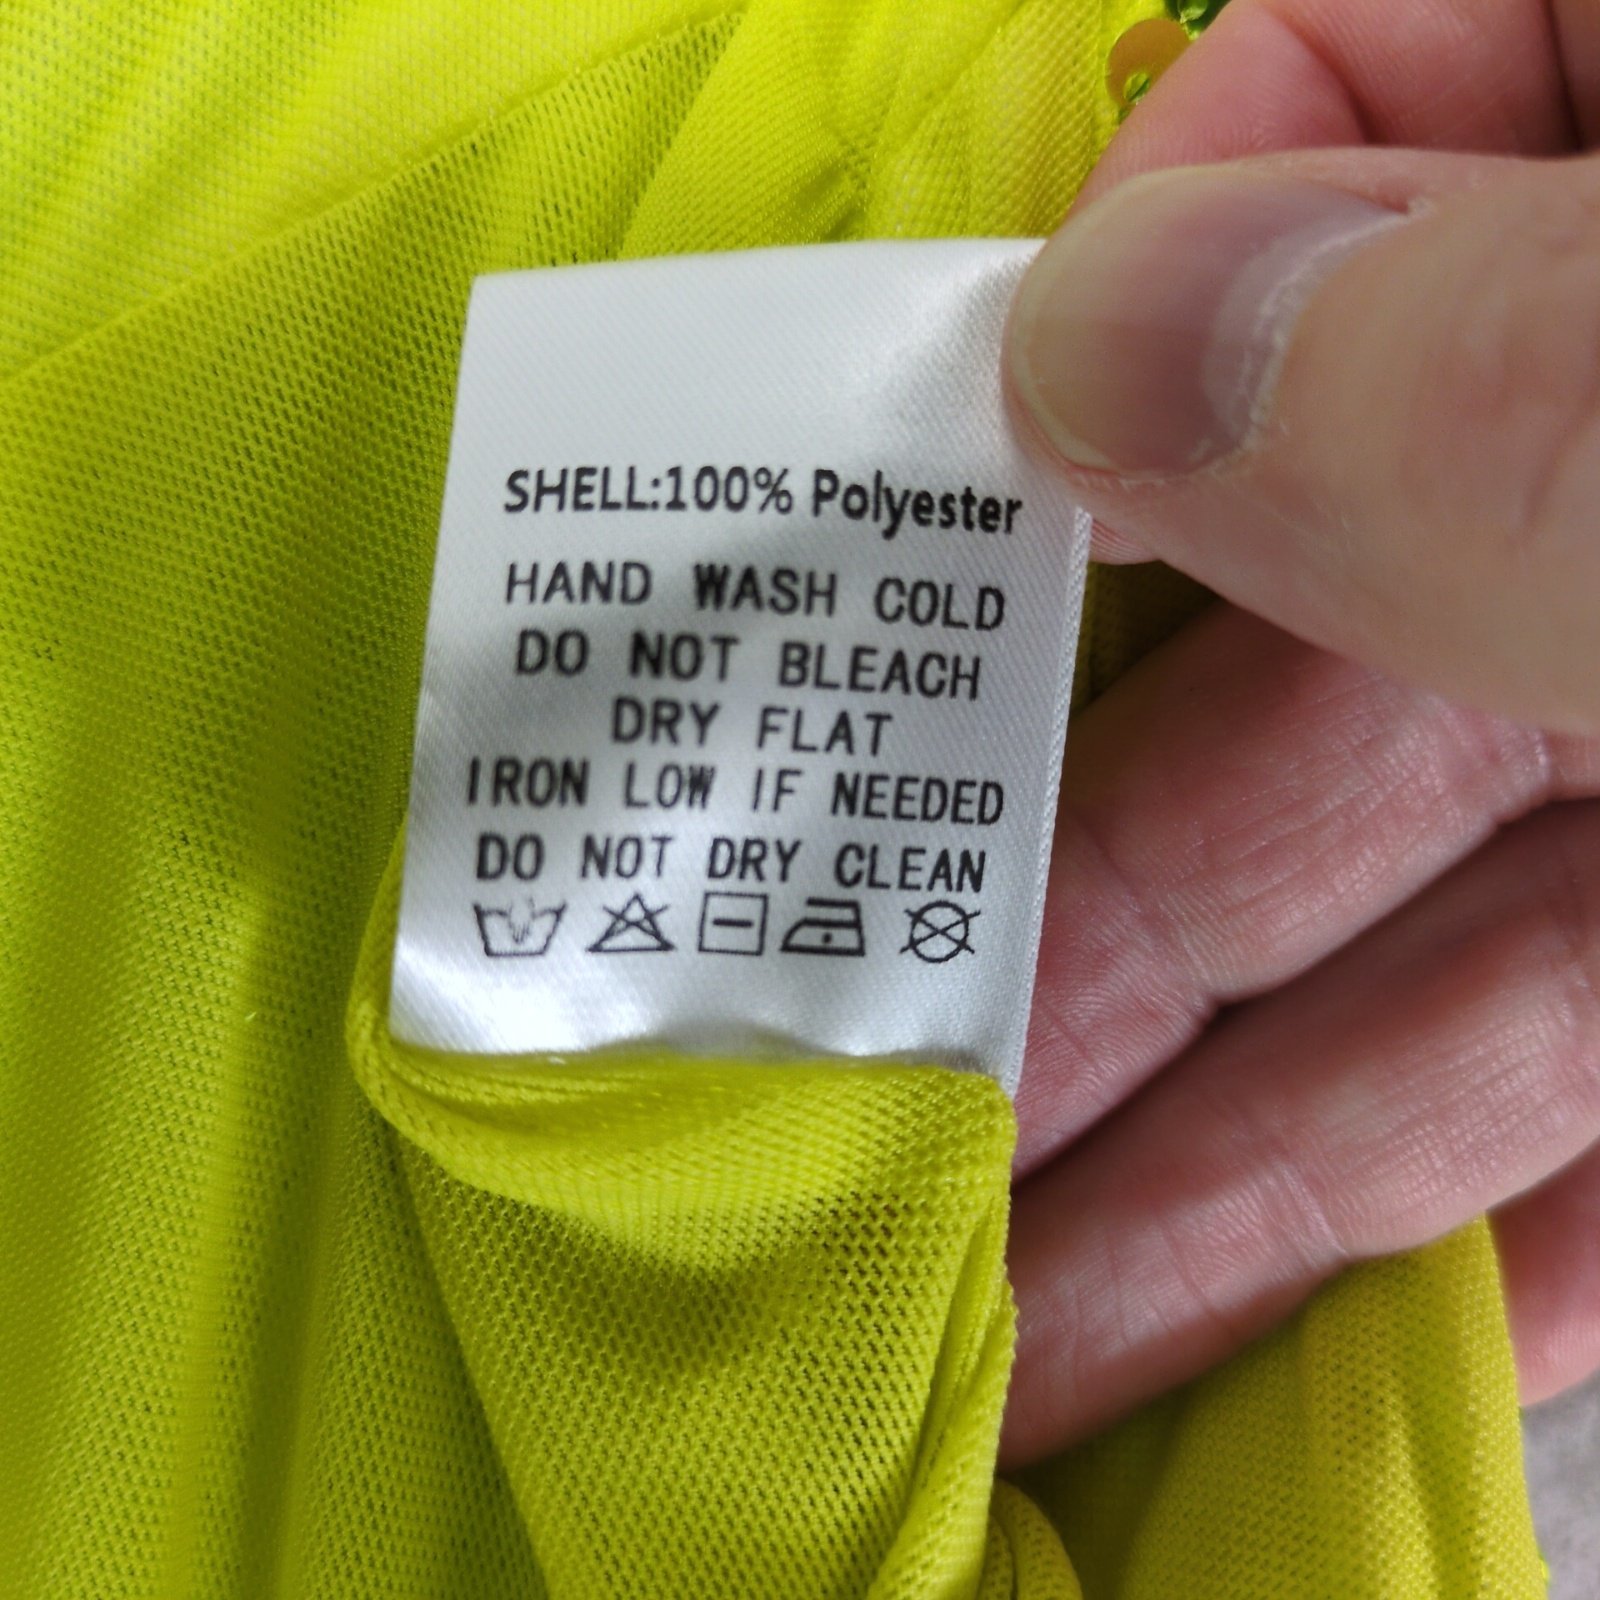 SHELL:100% Polyester
HAND WASH COLD
DO NOT BLEACH
DRY FLAT
IRON LOW IF NEEDED
DO NOT DRY CLEAN